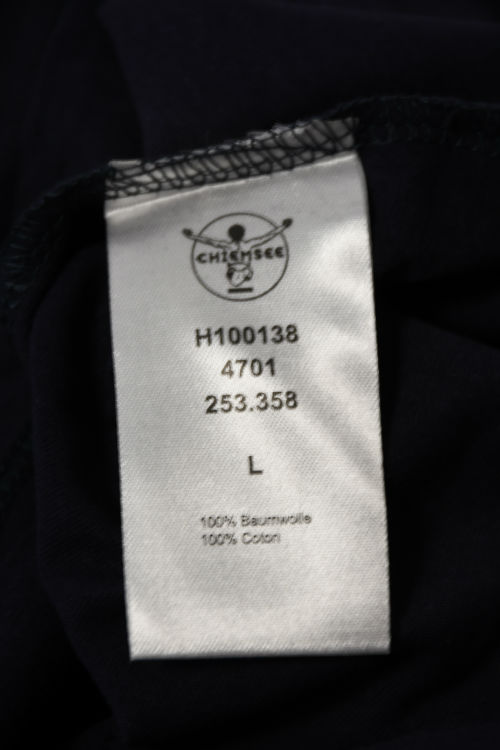 CHIEMSEE
H100138
4701
253.358
L
100% Baumwolle
100% Coton